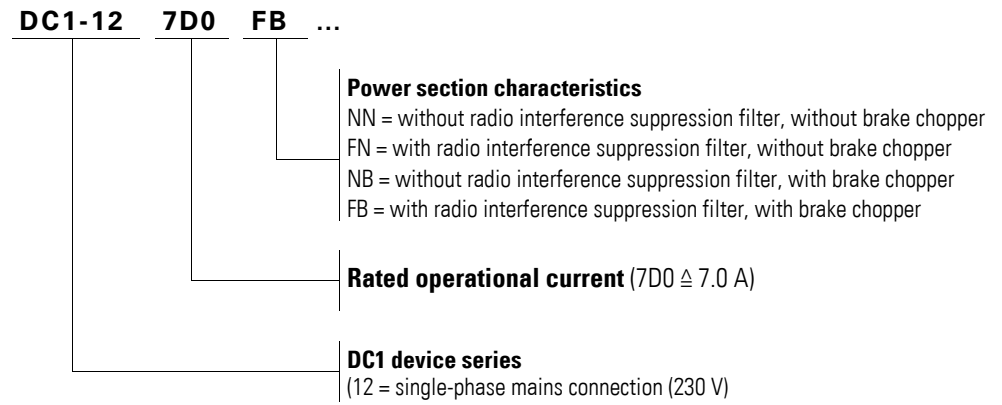 DC1-12 7D0 FB ...
Power section characteristics
NN = without radio interference suppression filter, without brake chopper
FN = with radio interference suppression filter, without brake chopper
NB = without radio interference suppression filter, with brake chopper
FB = with radio interference suppression filter, with brake chopper
Rated operational current (7D0 ≙ 7.0 A)
DC1 device series
(12 = single-phase mains connection (230 V)